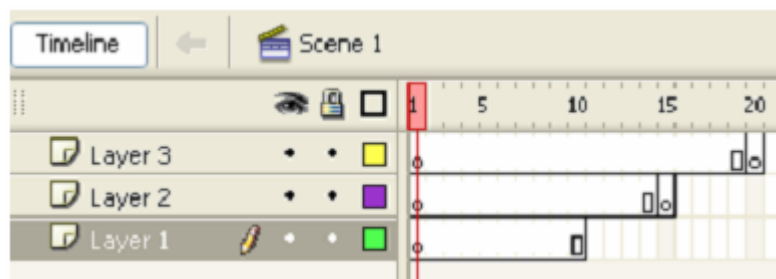 Timeline Scene 1
1 5 10 15 20
Layer 3
Layer 2
Layer 1